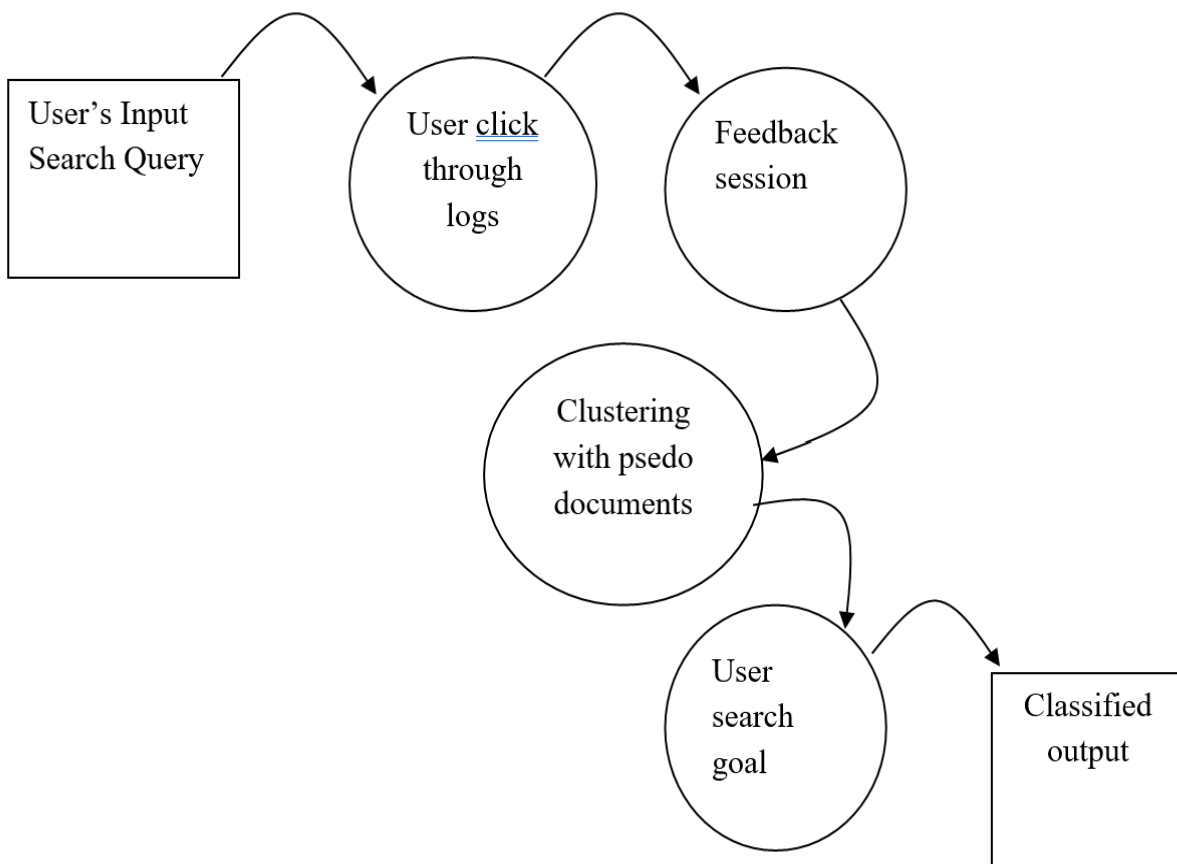 User’s Input
Search Query
User click
through
logs
Feedback
session
Clustering
with psedo
documents
User
search
goal
Classified
output